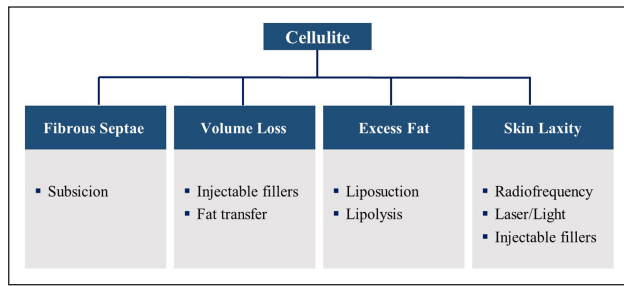 Cellulite
Fibrous Septae
Volume Loss
Excess Fat
Skin Laxity
▪ Subsicion
▪ Injectable fillers
▪ Fat transfer
▪ Liposuction
▪ Lipolysis
▪ Radiofrequency
▪ Laser/Light
▪ Injectable fillers